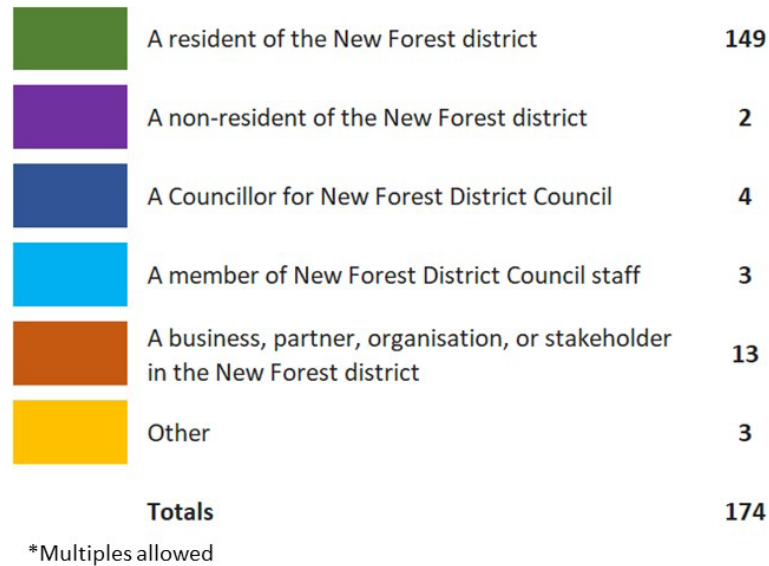 A resident of the New Forest district 149
A non-resident of the New Forest district 2
A Councillor for New Forest District Council 4
A member of New Forest District Council staff 3
A business, partner, organisation, or stakeholder
in the New Forest district 13
Other 3
Totals 174
*Multiples allowed